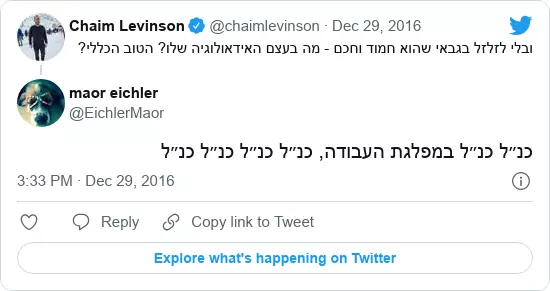 Chaim Levinson @chaimlevinson · Dec 29, 2016
ובלי לזלזל בגבאי שהוא חמוד וחכם - מה בעצם האידאולוגיה שלו? הטוב הכללי?
maor eichler
@EichlerMaor
כנ״ל כנ״ל במפלגת העבודה, כנ״ל כנ״ל כנ״ל כנ״ל
3:33 PM · Dec 29, 2016
Reply
Copy link to Tweet
Explore what's happening on Twitter